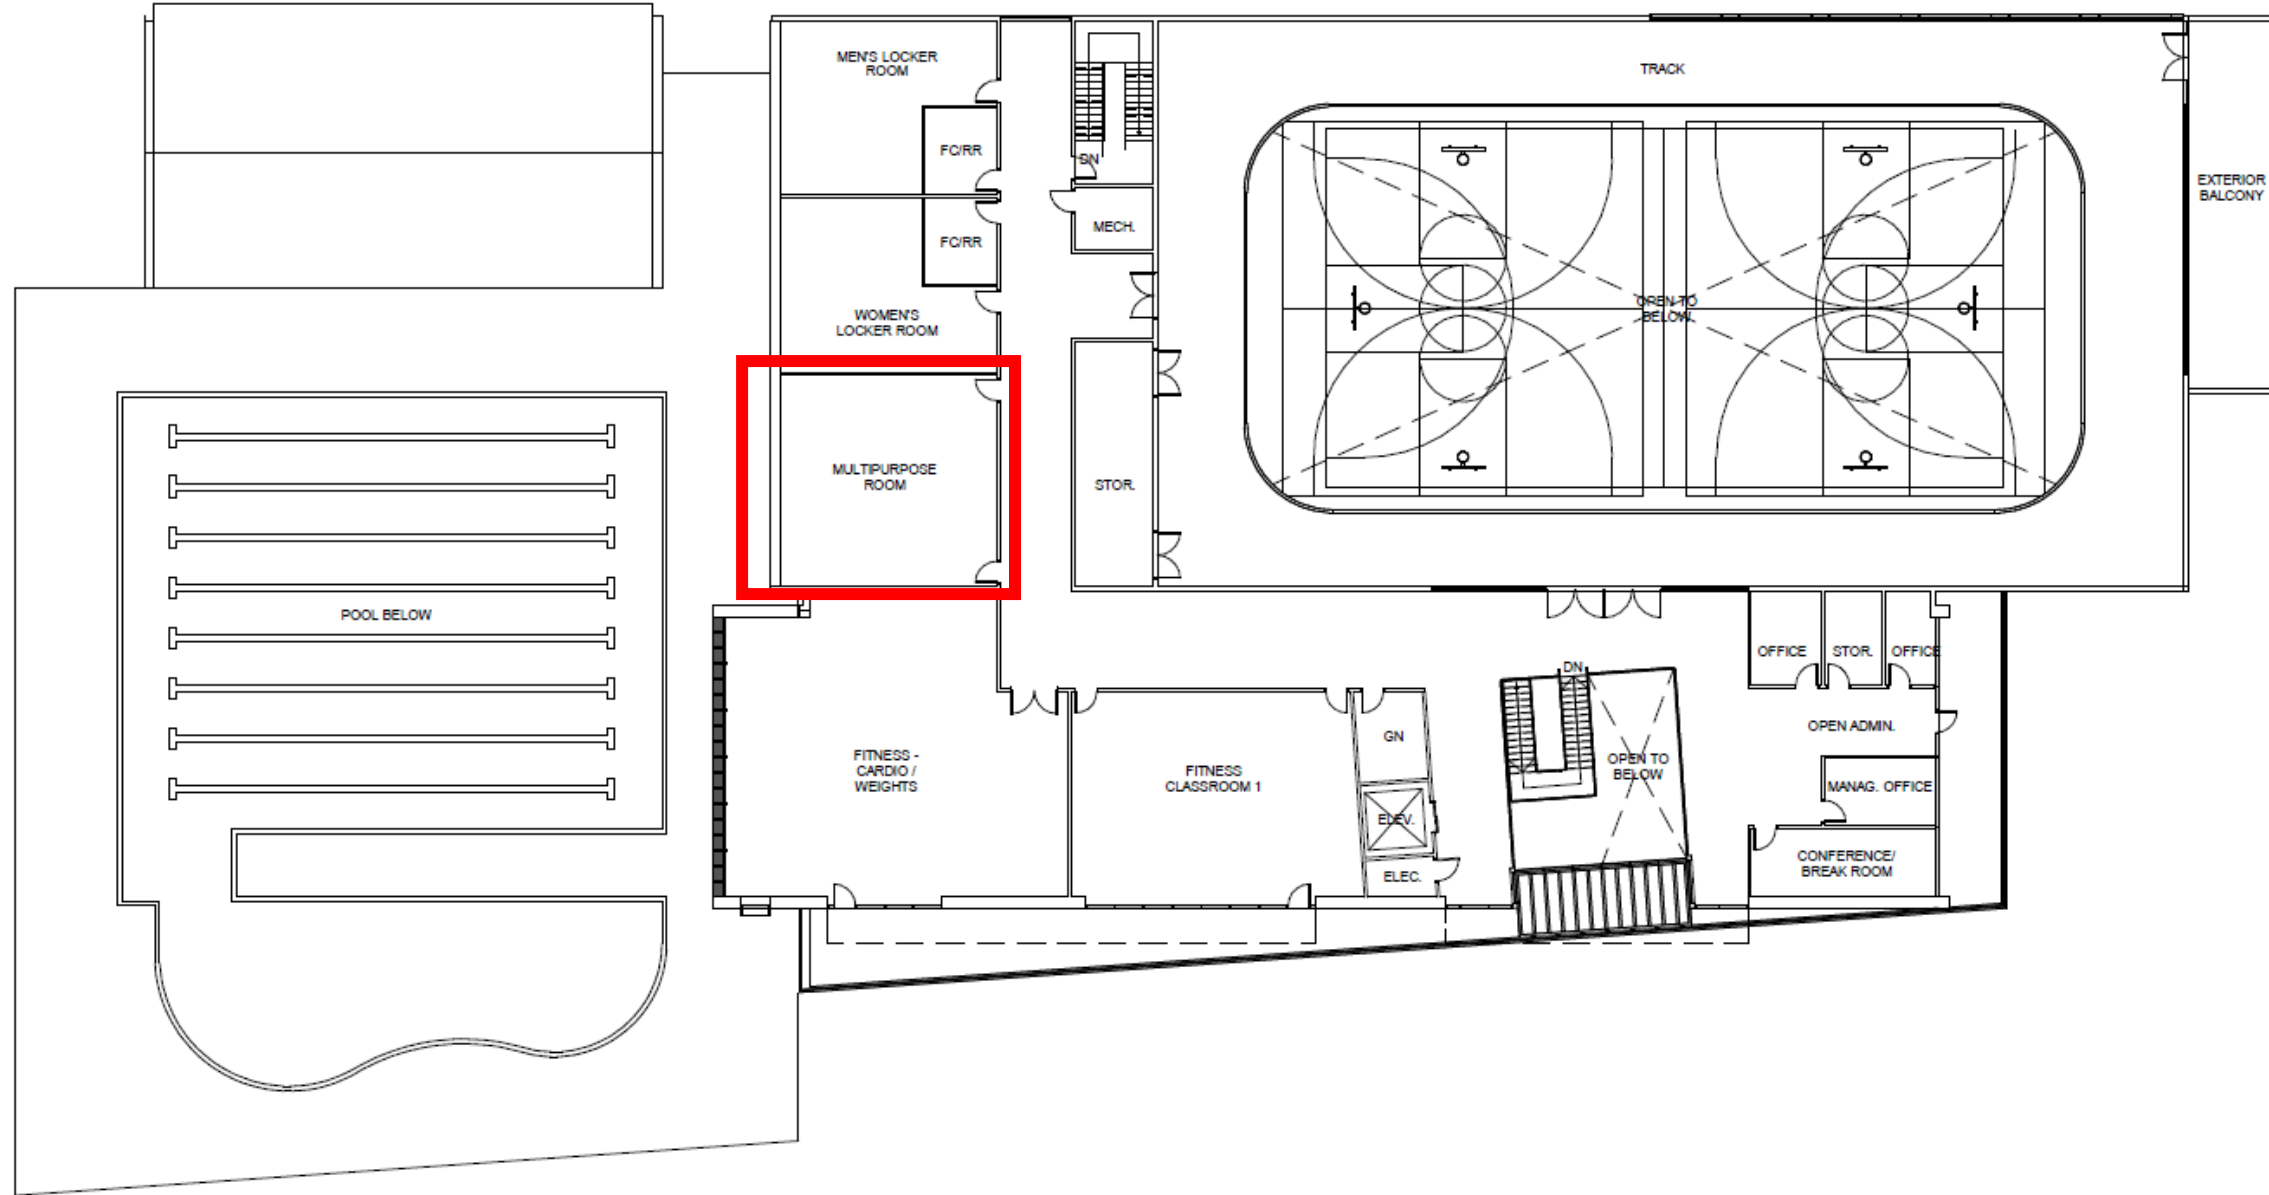 MEN'S LOCKER
ROOM
TRACK
FC/RR
DN
EXTERIOR
BALCONY
MECH.
FC/RR
OPEN TO
BELOW
WOMEN'S
LOCKER ROOM
MULTIPURPOSE
ROOM
STOR.
POOL BELOW
OFFICE
STOR.
OFFICE
DN
OPEN ADMIN.
GN
FITNESS -
CARDIO /
WEIGHTS
FITNESS
CLASSROOM 1
OPEN TO
BELOW
MANAG. OFFICE
ELEV.
CONFERENCE/
BREAK ROOM
ELEC.